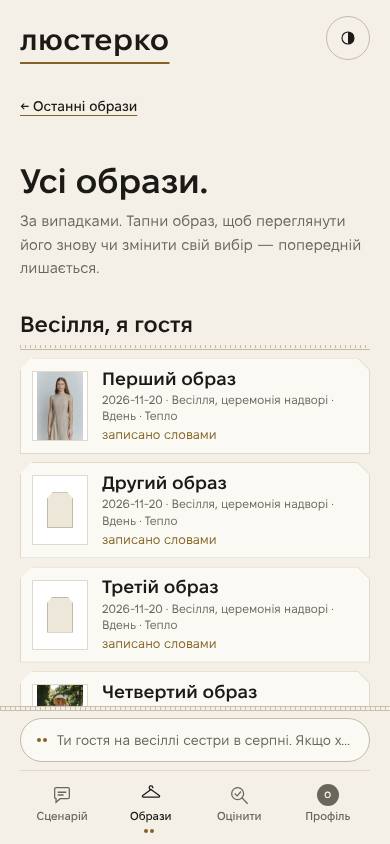 люстерко
← Останні образи
Усі образи.
За випадками. Тапни образ, щоб переглянути
його знову чи змінити свій вибір — попередній
лишається.
Весілля, я гостя
Перший образ
2026-11-20 · Весілля, церемонія надворі ·
Вдень · Тепло
записано словами
Другий образ
2026-11-20 · Весілля, церемонія надворі ·
Вдень · Тепло
записано словами
Третій образ
2026-11-20 · Весілля, церемонія надворі ·
Вдень · Тепло
записано словами
Четвертий образ
Ти гостя на весіллі сестри в серпні. Якщо х...
Сценарій
Образи
Оцінити
О
Профіль